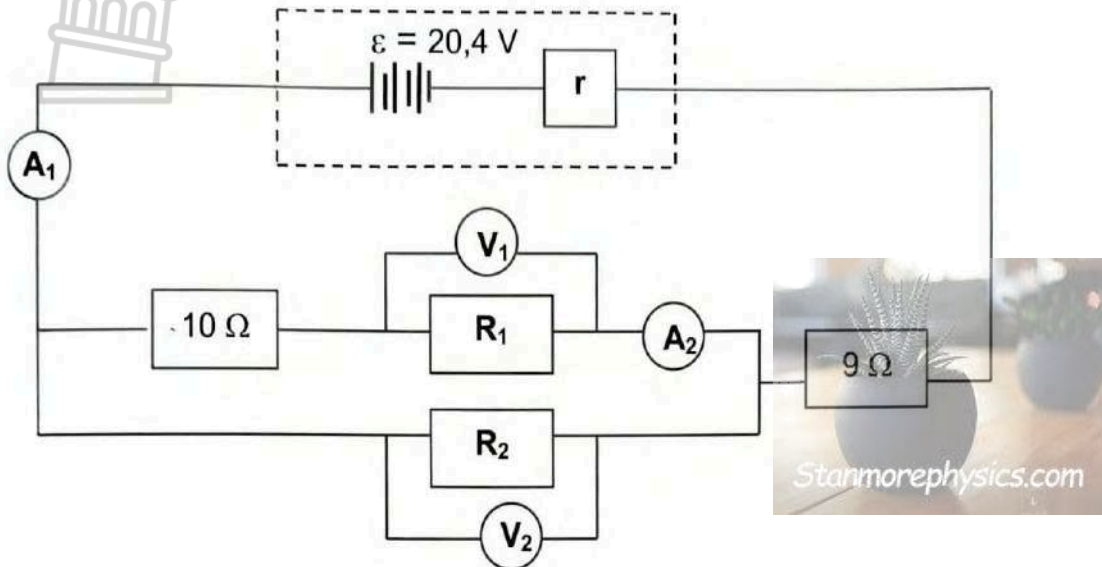 ε = 20,4 V
r
A₁
V₁
10 Ω
R₁
A₂
9 Ω
R₂
V₂
Stanmorephysics.com